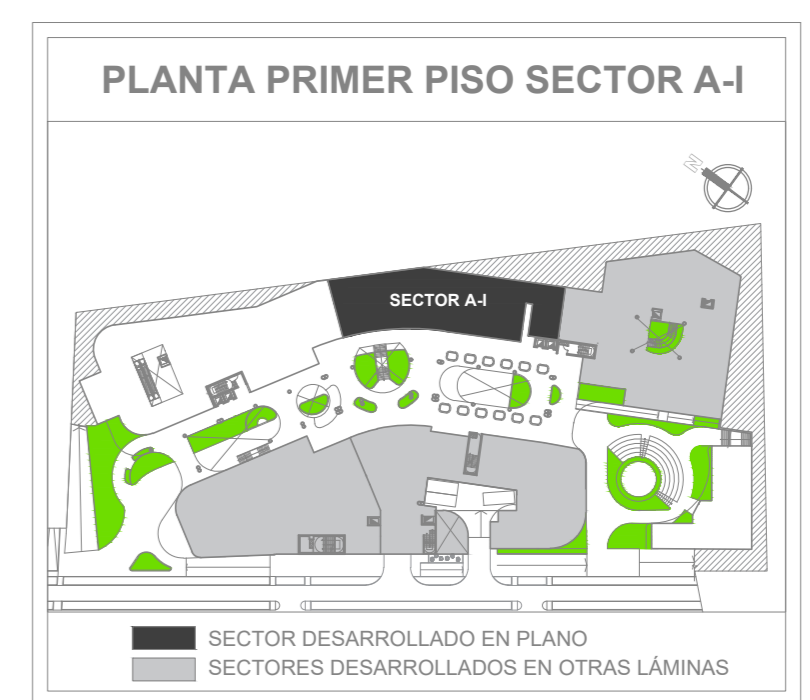 PLANTA PRIMER PISO SECTOR A-I
N
SECTOR A-I
SECTOR DESARROLLADO EN PLANO
SECTORES DESARROLLADOS EN OTRAS LÁMINAS